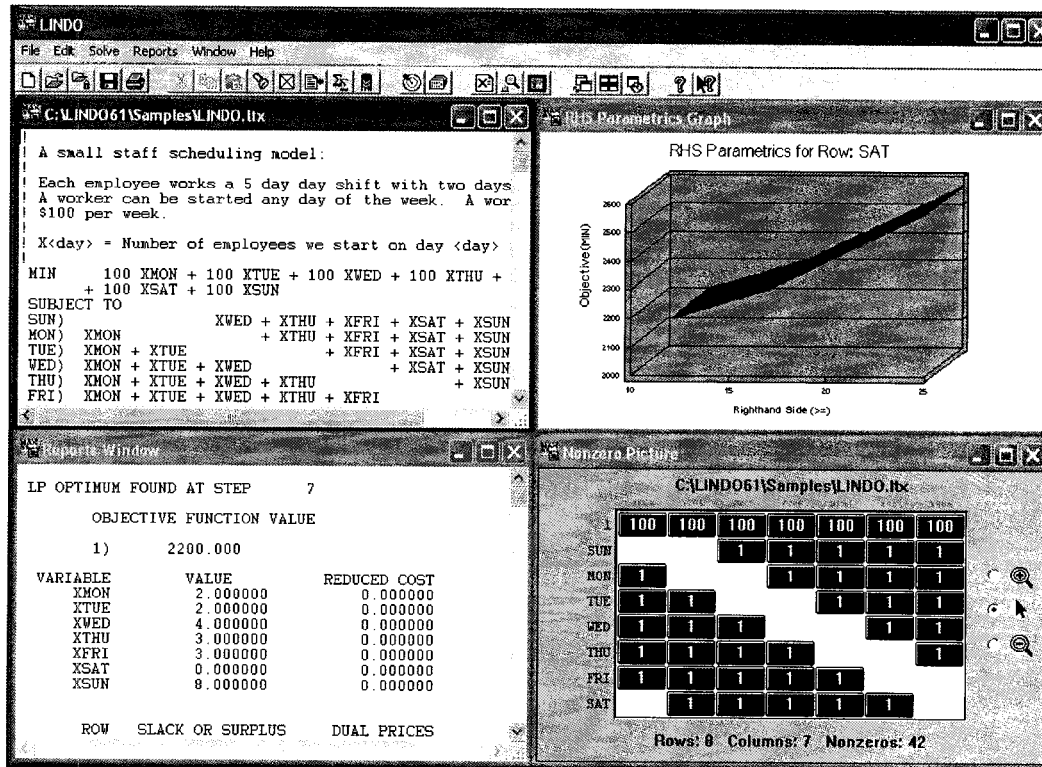 LINDO
File Edit Solve Reports Window Help
C:\LINDO61\Samples\LINDO.ltx
! A small staff scheduling model:
!
! Each employee works a 5 day day shift with two days
! A worker can be started any day of the week. A wor
! $100 per week.
!
! X<day> = Number of employees we start on day <day>
!
MIN 100 XMON + 100 XTUE + 100 XWED + 100 XTHU +
+ 100 XSAT + 100 XSUN
SUBJECT TO
SUN) XWED + XTHU + XFRI + XSAT + XSUN
MON) XMON + XTHU + XFRI + XSAT + XSUN
TUE) XMON + XTUE + XFRI + XSAT + XSUN
WED) XMON + XTUE + XWED + XSAT + XSUN
THU) XMON + XTUE + XWED + XTHU + XSUN
FRI) XMON + XTUE + XWED + XTHU + XFRI
RHS Parametrics Graph
RHS Parametrics for Row: SAT
Objective(MIN)
2600
2500
2400
2300
2200
2100
2000
10 15 20 25
Righthand Side (>=)
Reports Window
LP OPTIMUM FOUND AT STEP 7
OBJECTIVE FUNCTION VALUE
1) 2200.000
VARIABLE VALUE REDUCED COST
XMON 2.000000 0.000000
XTUE 2.000000 0.000000
XWED 4.000000 0.000000
XTHU 3.000000 0.000000
XFRI 3.000000 0.000000
XSAT 0.000000 0.000000
XSUN 8.000000 0.000000
ROW SLACK OR SURPLUS DUAL PRICES
Nonzero Picture
C:\LINDO61\Samples\LINDO.ltx
1 100 100 100 100 100 100 100
SUN 1 1 1 1 1
MON 1 1 1 1 1
TUE 1 1 1 1 1
WED 1 1 1 1 1
THU 1 1 1 1 1
FRI 1 1 1 1 1
SAT 1 1 1 1 1
Rows: 8 Columns: 7 Nonzeros: 42